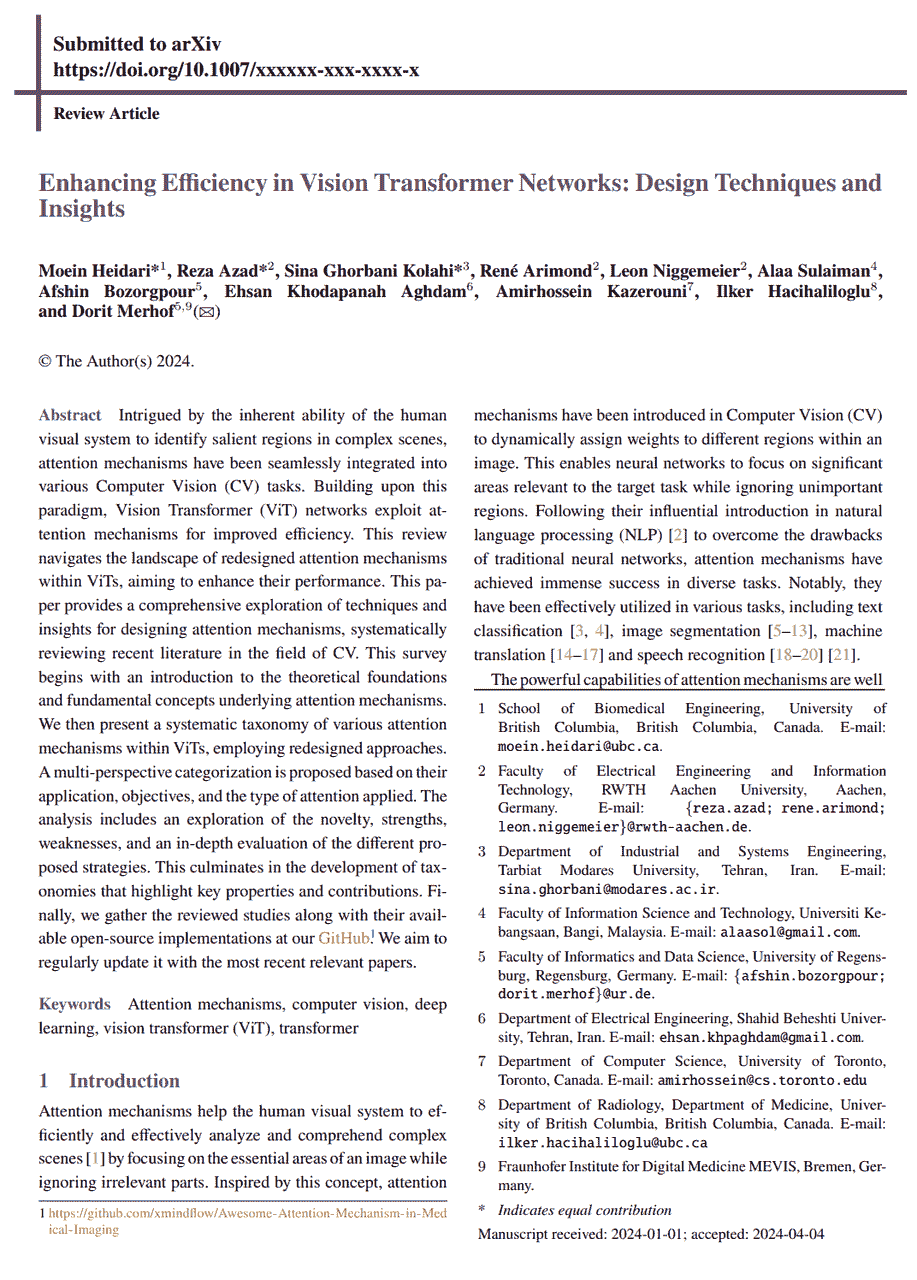 Submitted to arXiv
https://doi.org/10.1007/xxxxxx-xxx-xxxx-x
Review Article
Enhancing Efficiency in Vision Transformer Networks: Design Techniques and
Insights
Moein Heidari*1, Reza Azad*2, Sina Ghorbani Kolahi*3, René Arimond2, Leon Niggemeier2, Alaa Sulaiman4,
Afshin Bozorgpour5, Ehsan Khodapanah Aghdam6, Amirhossein Kazerouni7, Ilker Hacihaliloglu8,
and Dorit Merhof5,9(✉)
© The Author(s) 2024.
Abstract Intrigued by the inherent ability of the human
visual system to identify salient regions in complex scenes,
attention mechanisms have been seamlessly integrated into
various Computer Vision (CV) tasks. Building upon this
paradigm, Vision Transformer (ViT) networks exploit at-
tention mechanisms for improved efficiency. This review
navigates the landscape of redesigned attention mechanisms
within ViTs, aiming to enhance their performance. This pa-
per provides a comprehensive exploration of techniques and
insights for designing attention mechanisms, systematically
reviewing recent literature in the field of CV. This survey
begins with an introduction to the theoretical foundations
and fundamental concepts underlying attention mechanisms.
We then present a systematic taxonomy of various attention
mechanisms within ViTs, employing redesigned approaches.
A multi-perspective categorization is proposed based on their
application, objectives, and the type of attention applied. The
analysis includes an exploration of the novelty, strengths,
weaknesses, and an in-depth evaluation of the different pro-
posed strategies. This culminates in the development of tax-
onomies that highlight key properties and contributions. Fi-
nally, we gather the reviewed studies along with their avail-
able open-source implementations at our GitHub.1 We aim to
regularly update it with the most recent relevant papers.
Keywords Attention mechanisms, computer vision, deep
learning, vision transformer (ViT), transformer
1 Introduction
Attention mechanisms help the human visual system to ef-
ficiently and effectively analyze and comprehend complex
scenes [1] by focusing on the essential areas of an image while
ignoring irrelevant parts. Inspired by this concept, attention
1 https://github.com/xmindflow/Awesome-Attention-Mechanism-in-Med
ical-Imaging
mechanisms have been introduced in Computer Vision (CV)
to dynamically assign weights to different regions within an
image. This enables neural networks to focus on significant
areas relevant to the target task while ignoring unimportant
regions. Following their influential introduction in natural
language processing (NLP) [2] to overcome the drawbacks
of traditional neural networks, attention mechanisms have
achieved immense success in diverse tasks. Notably, they
have been effectively utilized in various tasks, including text
classification [3, 4], image segmentation [5–13], machine
translation [14–17] and speech recognition [18–20] [21].
The powerful capabilities of attention mechanisms are well
1 School of Biomedical Engineering, University of
British Columbia, British Columbia, Canada. E-mail:
moein.heidari@ubc.ca.
2 Faculty of Electrical Engineering and Information
Technology, RWTH Aachen University, Aachen,
Germany. E-mail: {reza.azad; rene.arimond;
leon.niggemeier}@rwth-aachen.de.
3 Department of Industrial and Systems Engineering,
Tarbiat Modares University, Tehran, Iran. E-mail:
sina.ghorbani@modares.ac.ir.
4 Faculty of Information Science and Technology, Universiti Ke-
bangsaan, Bangi, Malaysia. E-mail: alaasol@gmail.com.
5 Faculty of Informatics and Data Science, University of Regens-
burg, Regensburg, Germany. E-mail: {afshin.bozorgpour;
dorit.merhof}@ur.de.
6 Department of Electrical Engineering, Shahid Beheshti Univer-
sity, Tehran, Iran. E-mail: ehsan.khpaghdam@gmail.com.
7 Department of Computer Science, University of Toronto,
Toronto, Canada. E-mail: amirhossein@cs.toronto.edu
8 Department of Radiology, Department of Medicine, Univer-
sity of British Columbia, British Columbia, Canada. E-mail:
ilker.hacihaliloglu@ubc.ca
9 Fraunhofer Institute for Digital Medicine MEVIS, Bremen, Ger-
many.
* Indicates equal contribution
Manuscript received: 2024-01-01; accepted: 2024-04-04